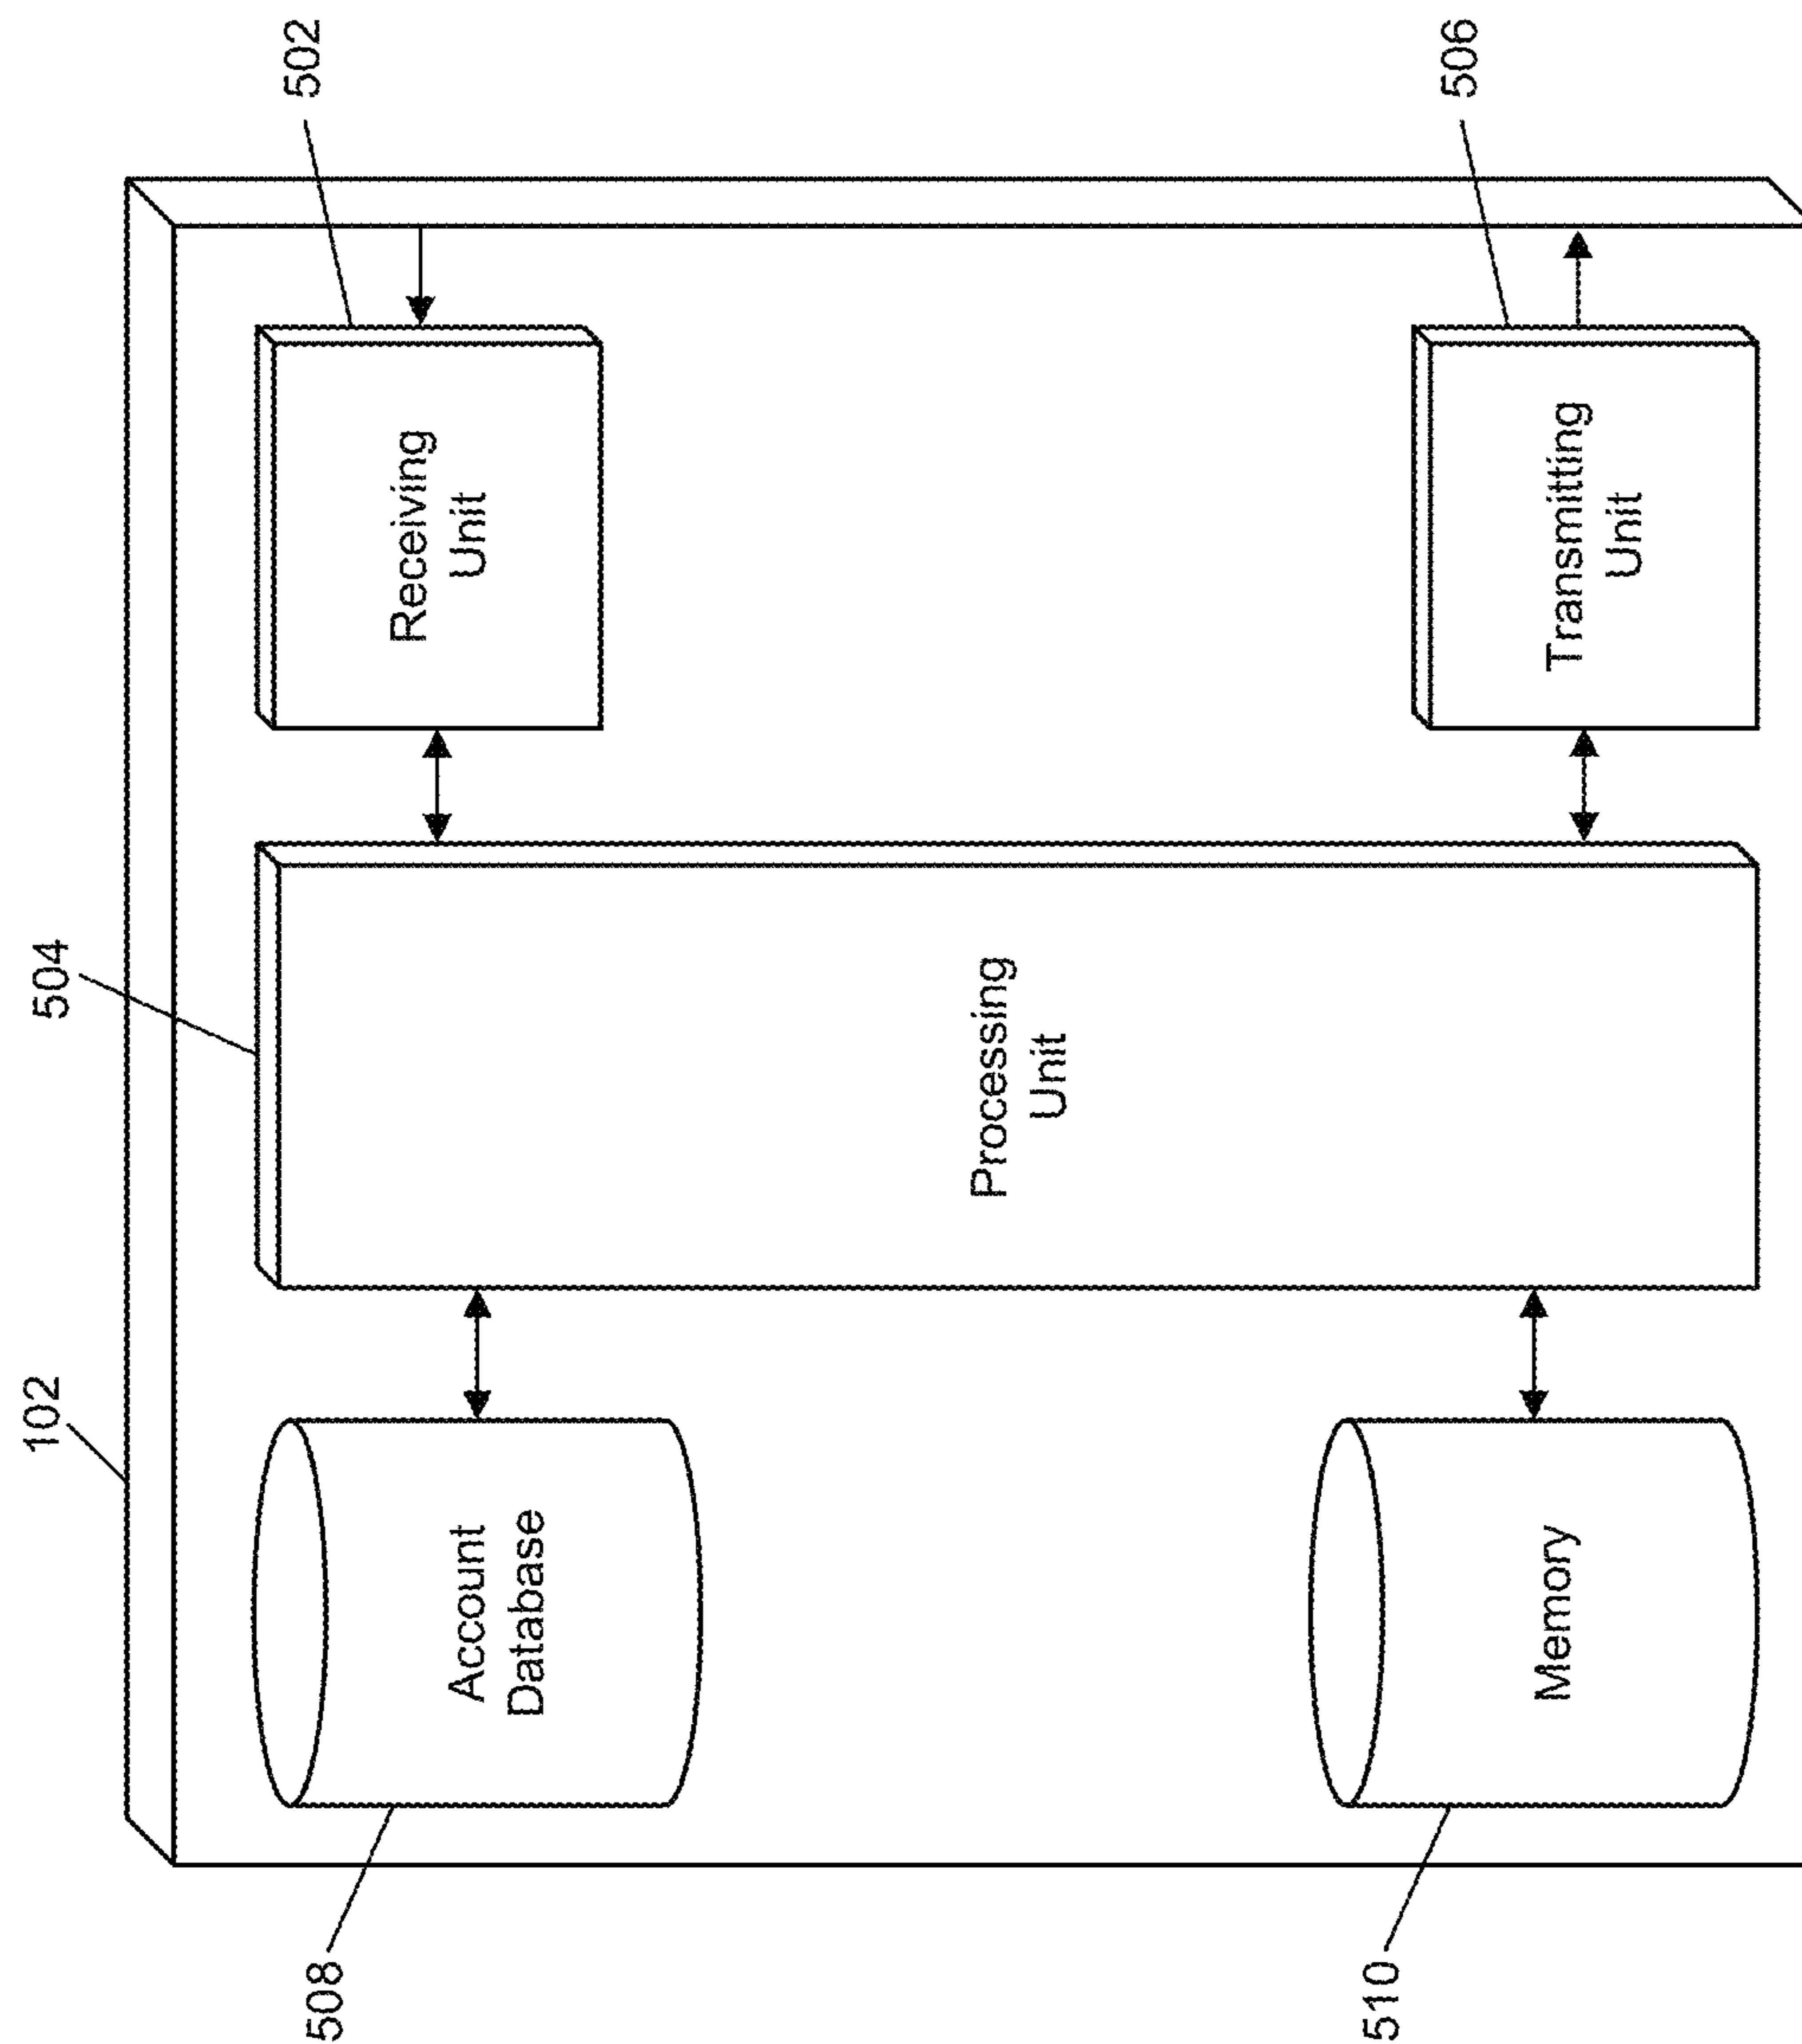 102
504
508
Account
Database
Processing
Unit
Receiving
Unit
502
510
Memory
Transmitting
Unit
506